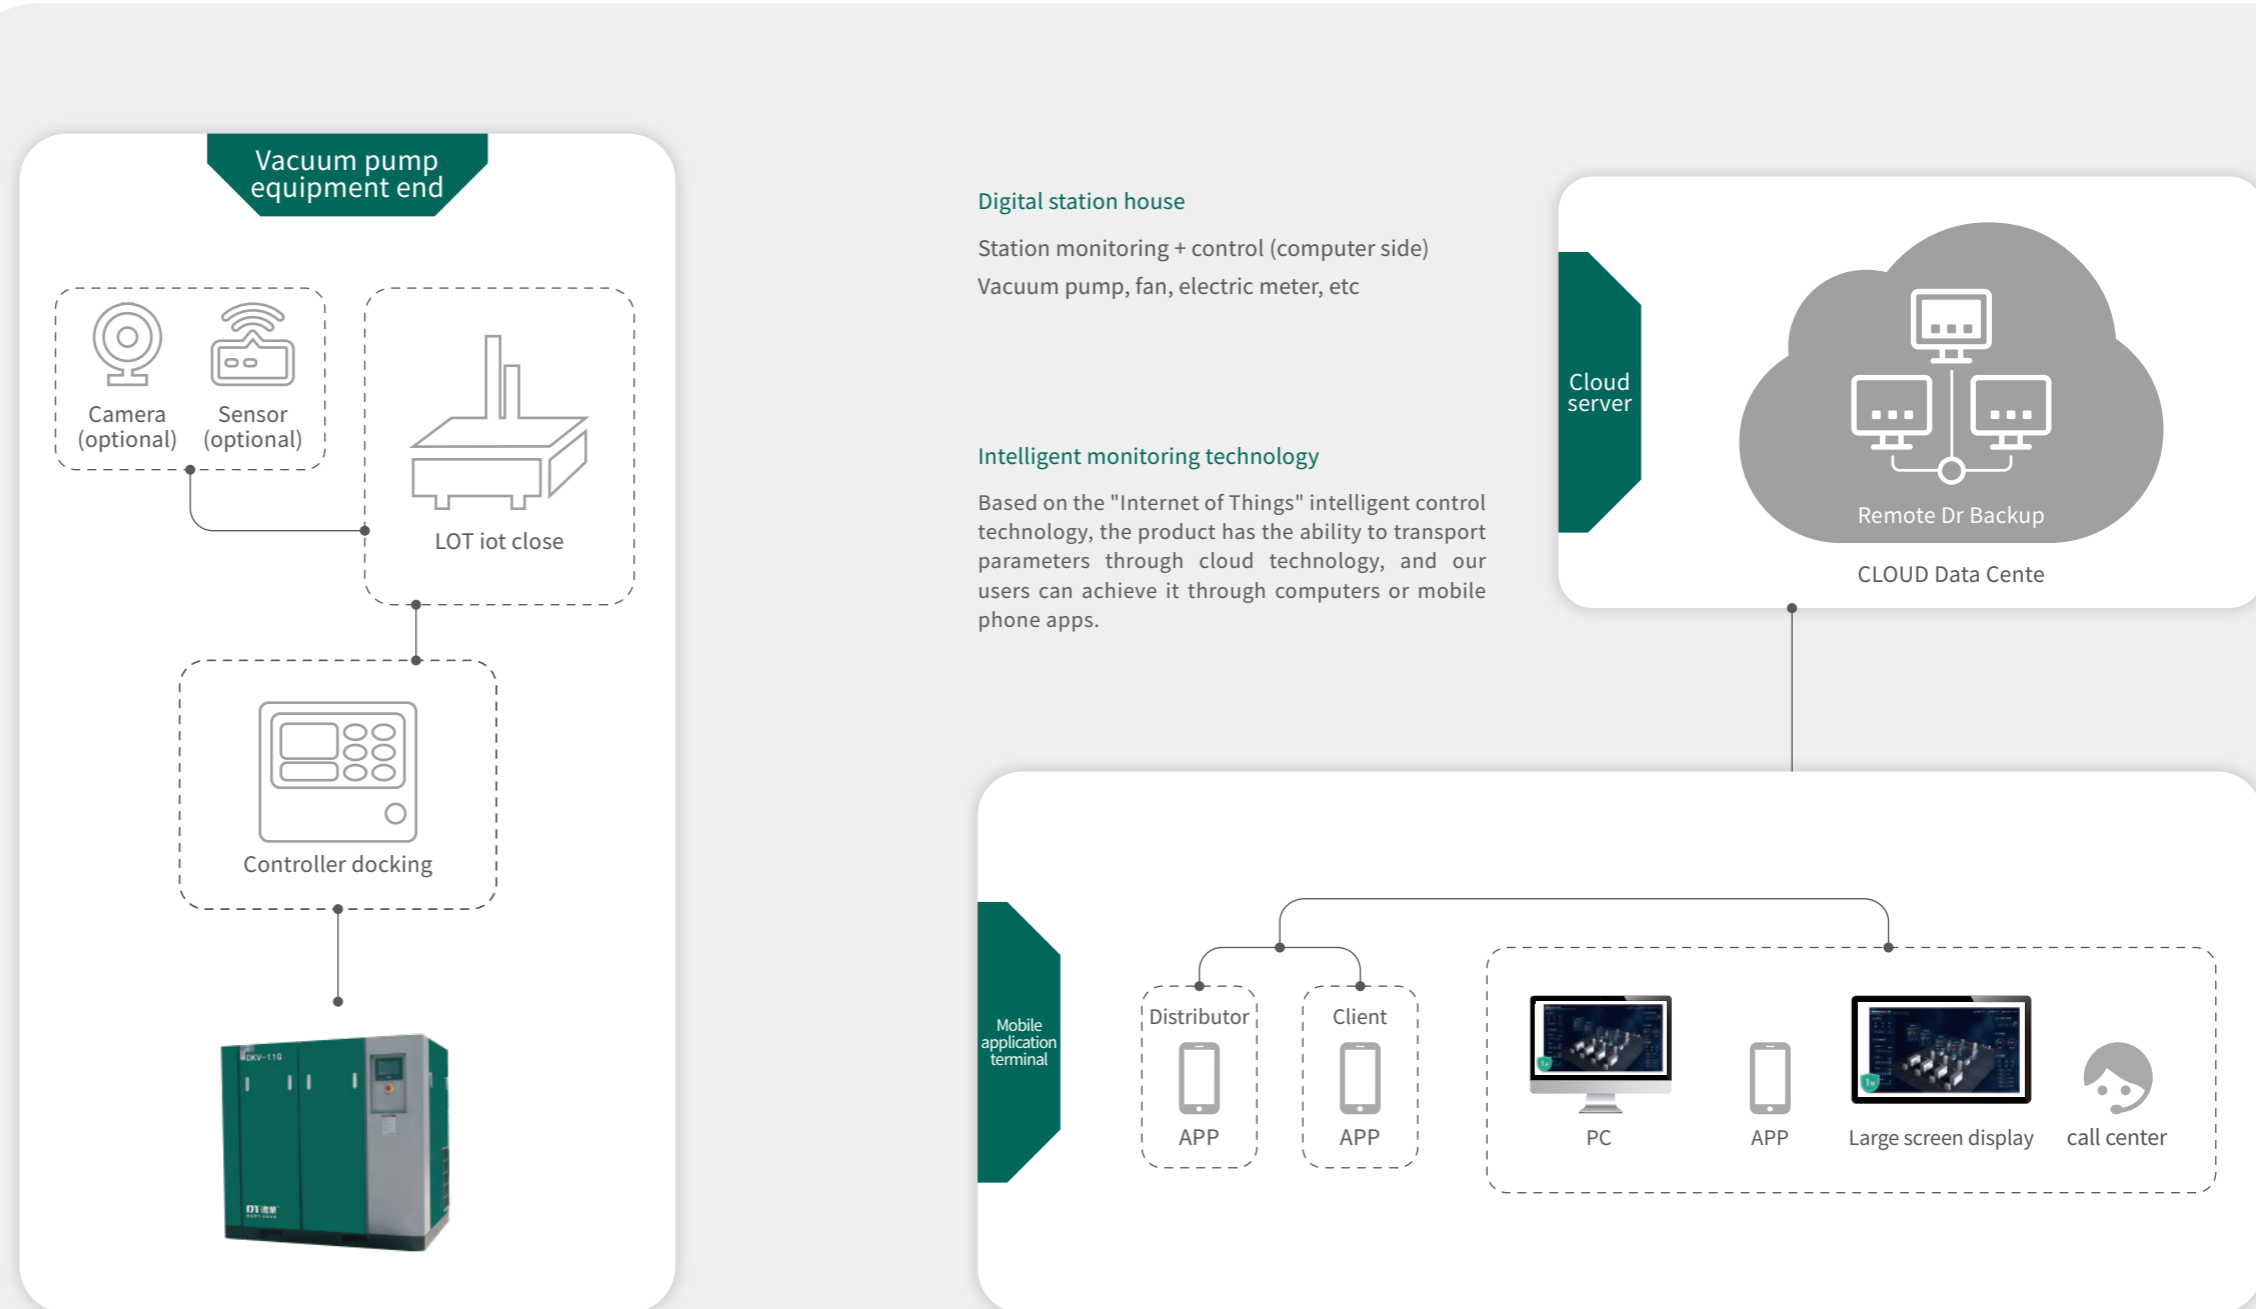 Vacuum pump
equipment end
Camera
(optional)
Sensor
(optional)
LOT iot close
Controller docking
DKV-11G
Digital station house
Station monitoring + control (computer side)
Vacuum pump, fan, electric meter, etc
Intelligent monitoring technology
Based on the "Internet of Things" intelligent control
technology, the product has the ability to transport
parameters through cloud technology, and our
users can achieve it through computers or mobile
phone apps.
Cloud
server
Remote Dr Backup
CLOUD Data Cente
Mobile
application
terminal
Distributor
APP
Client
APP
PC
APP
Large screen display
call center